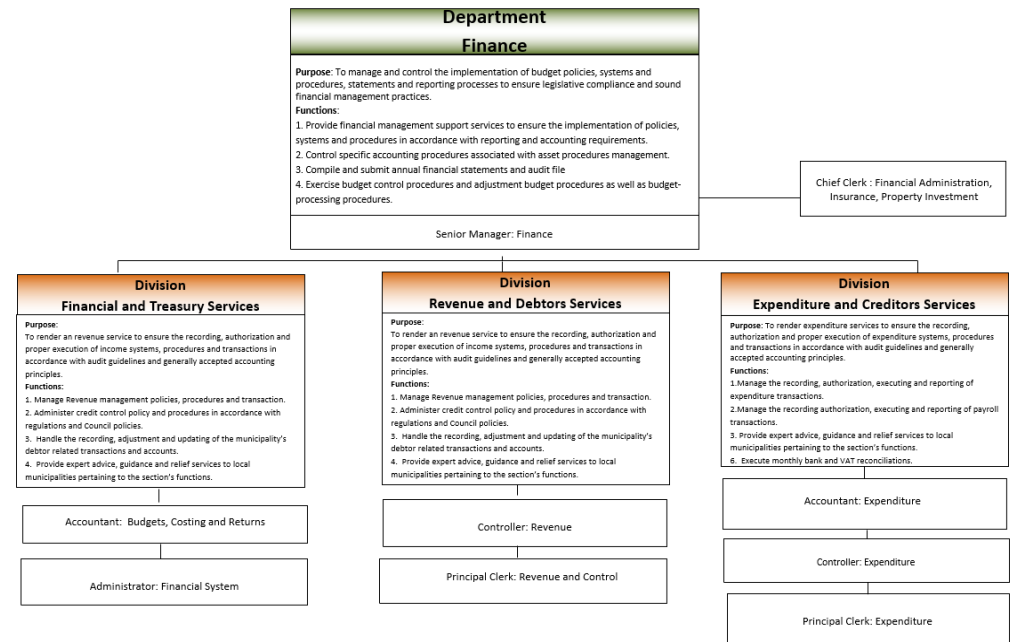 Department
Finance
Purpose: To manage and control the implementation of budget policies, systems and
procedures, statements and reporting processes to ensure legislative compliance and sound
financial management practices.
Functions:
1. Provide financial management support services to ensure the implementation of policies,
systems and procedures in accordance with reporting and accounting requirements.
2. Control specific accounting procedures associated with asset procedures management.
3. Compile and submit annual financial statements and audit file
4. Exercise budget control procedures and adjustment budget procedures as well as budget-
processing procedures.
Senior Manager: Finance
Chief Clerk : Financial Administration,
Insurance, Property Investment
Division
Financial and Treasury Services
Purpose:
To render an revenue service to ensure the recording, authorization and
proper execution of income systems, procedures and transactions in
accordance with audit guidelines and generally accepted accounting
principles.
Functions:
1. Manage Revenue management policies, procedures and transaction.
2. Administer credit control policy and procedures in accordance with
regulations and Council policies.
3. Handle the recording, adjustment and updating of the municipality's
debtor related transactions and accounts.
4. Provide expert advice, guidance and relief services to local
municipalities pertaining to the section's functions.
Accountant: Budgets, Costing and Returns
Administrator: Financial System
Division
Revenue and Debtors Services
Purpose:
To render an revenue service to ensure the recording, authorization and
proper execution of income systems, procedures and transactions in
accordance with audit guidelines and generally accepted accounting
principles.
Functions:
1. Manage Revenue management policies, procedures and transaction.
2. Administer credit control policy and procedures in accordance with
regulations and Council policies.
3. Handle the recording, adjustment and updating of the municipality's
debtor related transactions and accounts.
4. Provide expert advice, guidance and relief services to local
municipalities pertaining to the section's functions.
Controller: Revenue
Principal Clerk: Revenue and Control
Division
Expenditure and Creditors Services
Purpose: To render expenditure services to ensure the recording,
authorization and proper execution of expenditure systems, procedures
and transactions in accordance with audit guidelines and generally
accepted accounting principles.
Functions:
1.Manage the recording, authorization, executing and reporting of
expenditure transactions.
2.Manage the recording authorization, executing and reporting of payroll
transactions.
3. Provide expert advice, guidance and relief services to local
municipalities pertaining to the section's functions.
6. Execute monthly bank and VAT reconciliations.
Accountant: Expenditure
Controller: Expenditure
Principal Clerk: Expenditure